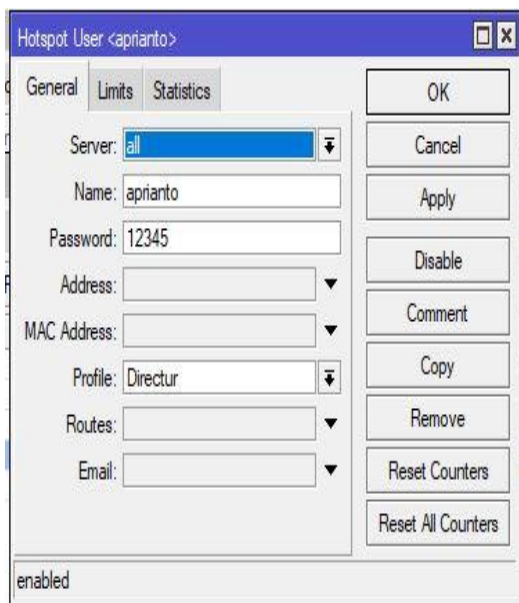 Hotspot User <aprianto>
General Limits Statistics
Server: all
Name: aprianto
Password: 12345
Address:
MAC Address:
Profile: Directur
Routes:
Email:
OK
Cancel
Apply
Disable
Comment
Copy
Remove
Reset Counters
Reset All Counters
enabled